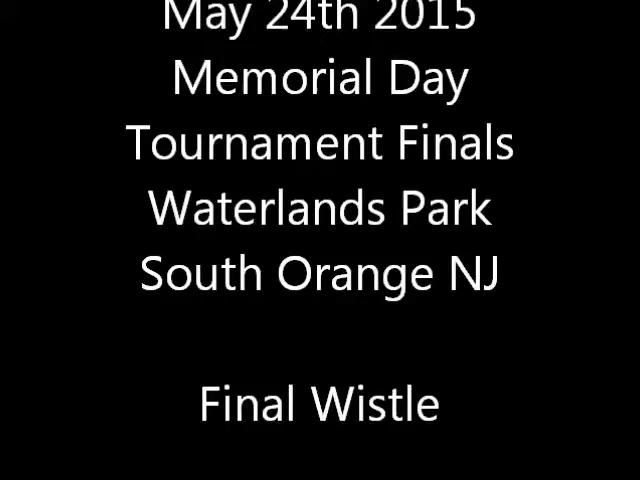 May 24th 2015
Memorial Day
Tournament Finals
Waterlands Park
South Orange NJ
Final Wistle